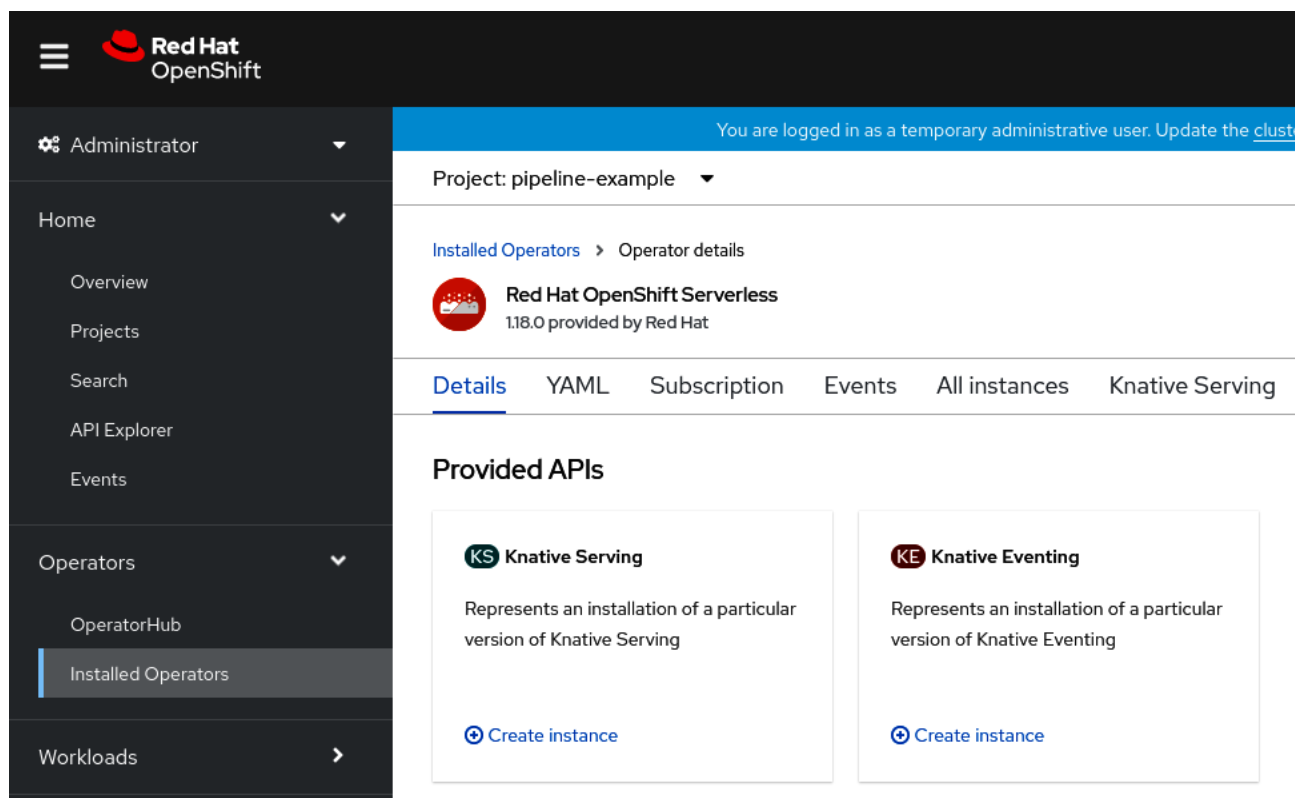 Red Hat
OpenShift
Administrator
You are logged in as a temporary administrative user. Update the
Project: pipeline-example
Home
Overview
Projects
Search
API Explorer
Events
Operators
OperatorHub
Installed Operators
Workloads
Installed Operators > Operator details
Red Hat OpenShift Serverless
1.18.0 provided by Red Hat
Details YAML Subscription Events All instances Knative Serving
Provided APIs
KS Knative Serving
Represents an installation of a particular
version of Knative Serving
Create instance
KE Knative Eventing
Represents an installation of a particular
version of Knative Eventing
Create instance